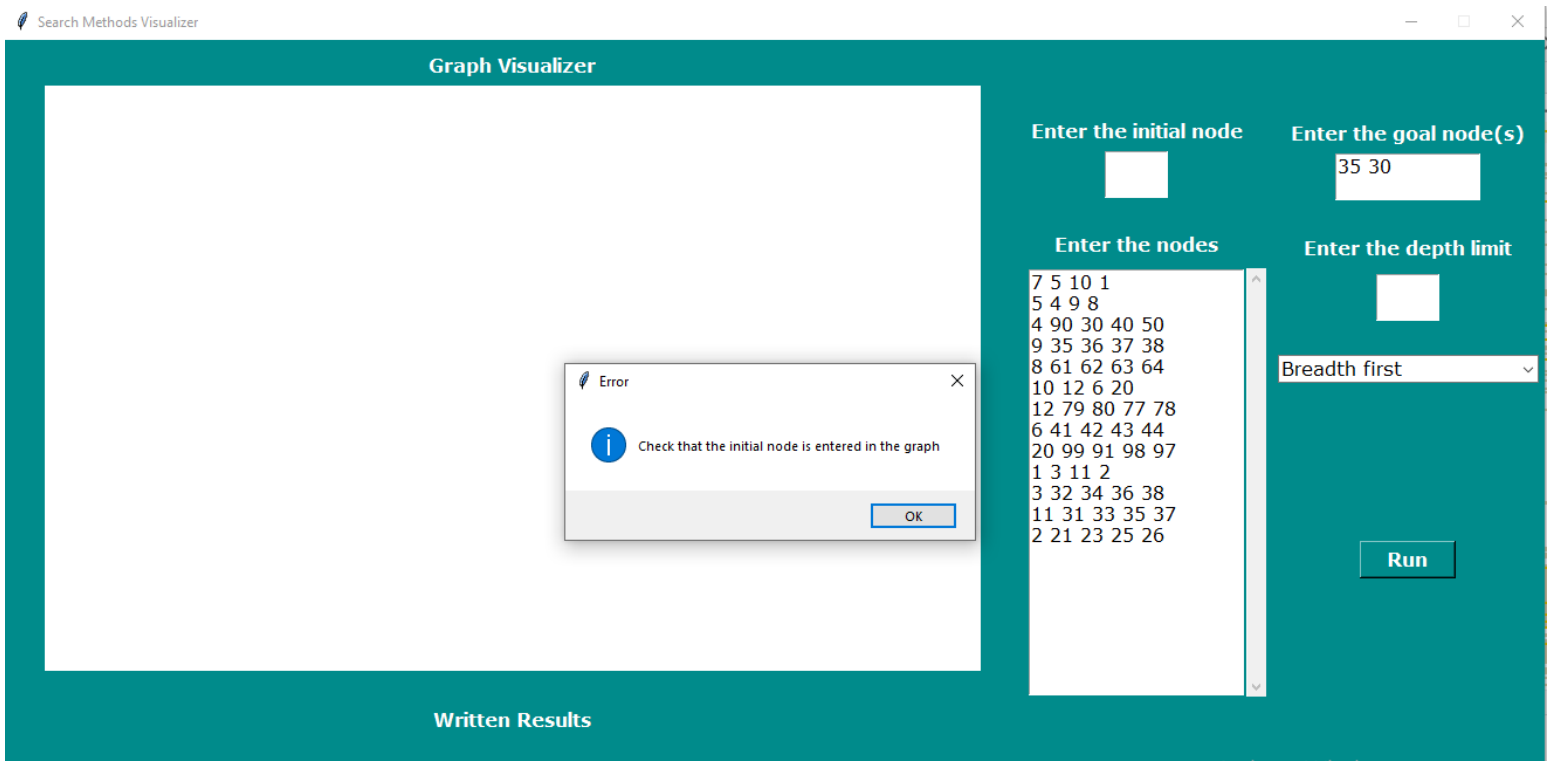 Search Methods Visualizer
Graph Visualizer
Enter the initial node
Enter the goal node(s)
35 30
Enter the nodes
7 5 10 1
5 4 9 8
4 90 30 40 50
9 35 36 37 38
8 61 62 63 64
10 12 6 20
12 79 80 77 78
6 41 42 43 44
20 99 91 98 97
1 3 11 2
3 32 34 36 38
11 31 33 35 37
2 21 23 25 26
Enter the depth limit
Breadth first
Error
Check that the initial node is entered in the graph
OK
Run
Written Results